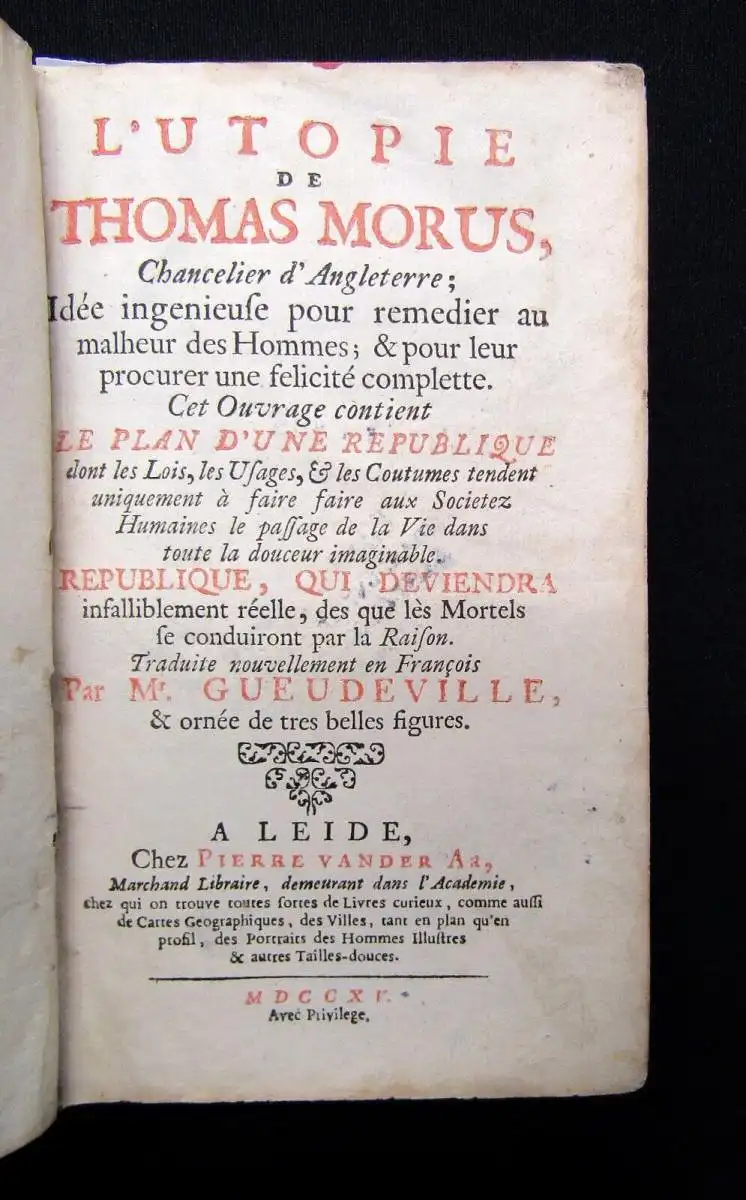 L'UTOPIE
DE
THOMAS MORUS,
Chancelier d'Angleterre;
Idée ingenieuſe pour remedier au
malheur des Hommes; & pour leur
procurer une felicité complette.
Cet Ouvrage contient
LE PLAN D'UNE REPUBLIQUE
dont les Lois, les Uſages, & les Coutumes tendent
uniquement à faire faire aux Societez
Humaines le paſſage de la Vie dans
toute la douceur imaginable.
REPUBLIQUE, QUI DEVIENDRA
infalliblement réelle, des que les Mortels
ſe conduiront par la Raiſon.
Traduite nouvellement en François
Par Mr. GUEUDEVILLE,
& ornée de tres belles figures.
A LEIDE,
Chez PIERRE VANDER Aa,
Marchand Libraire, demeurant dans l'Academie,
chez qui on trouve toutes ſortes de Livres curieux, comme auſſi
de Cartes Geographiques, des Villes, tant en plan qu'en
profil, des Portraits des Hommes Illuſtres
& autres Tailles-douces.
MDCCXV.
Avec Privilege.